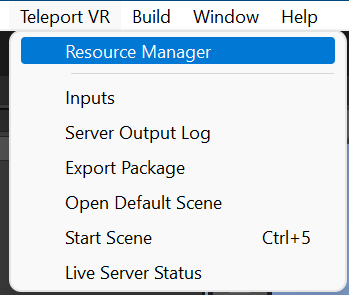 Teleport VR Build Window Help
Resource Manager
Inputs
Server Output Log
Export Package
Open Default Scene
Start Scene Ctrl+5
Live Server Status